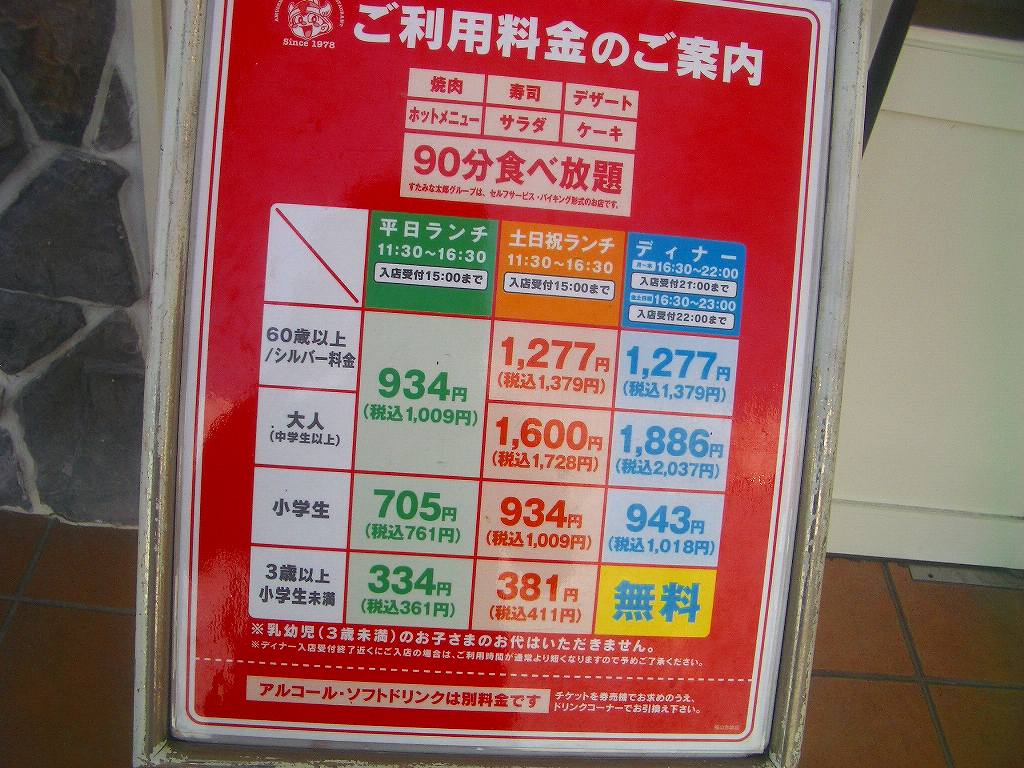 Since 1978
ご利用料金のご案内
焼肉 寿司 デザート
ホットメニュー サラダ ケーキ
90分食べ放題
すたみな太郎グループは、セルフサービス・バイキング形式のお店です。
平日ランチ
11:30〜16:30
入店受付15:00まで
土日祝ランチ
11:30〜16:30
入店受付15:00まで
ディナー
月〜木 16:30〜22:00
入店受付21:00まで
16:30〜23:00
入店受付22:00まで
60歳以上
/シルバー料金
934円
(税込1,009円)
1,277円
(税込1,379円)
1,277円
(税込1,379円)
大人
(中学生以上)
1,600円
(税込1,728円)
1,886円
(税込2,037円)
小学生
705円
(税込761円)
934円
(税込1,009円)
943円
(税込1,018円)
3歳以上
小学生未満
334円
(税込361円)
381円
(税込411円)
無料
※乳幼児(3歳未満)のお子さまのお代はいただきません。
※ディナー入店受付終了近くにご入店の場合は、ご利用時間が通常より短くなりますので予めご了承ください。
アルコール・ソフトドリンクは別料金です
チケットを券売機でお求めのうえ、
ドリンクコーナーでお引換え下さい。